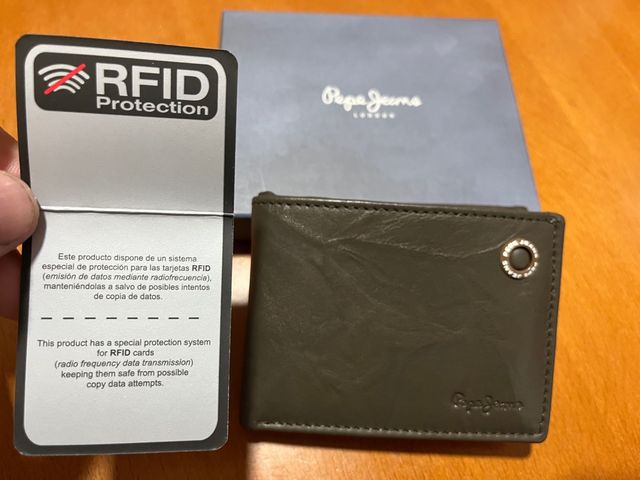 RFID
Protection
Este producto dispone de un sistema
especial de protección para las tarjetas RFID
(emisión de datos mediante radiofrecuencia),
manteniéndolas a salvo de posibles intentos
de copia de datos.
This product has a special protection system
for RFID cards
(radio frequency data transmission)
keeping them safe from possible
copy data attempts.
Pepe Jeans
LONDON
Pepe Jeans